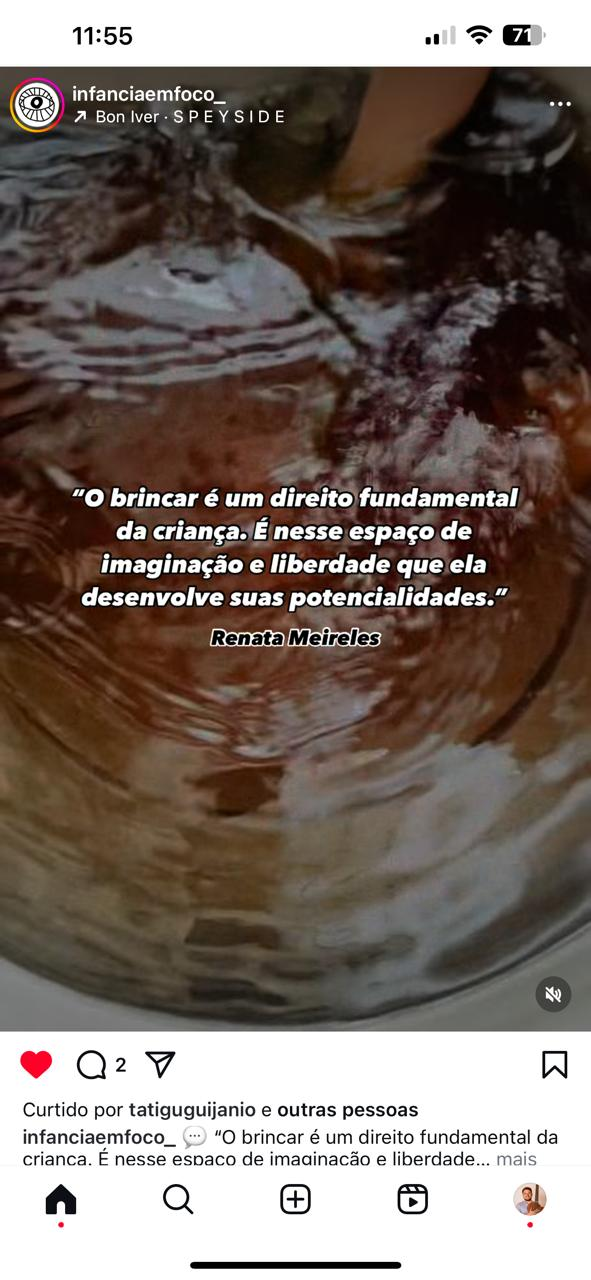 11:55
71
infanciaemfoco_
Bon Iver · S P E Y S I D E
"O brincar é um direito fundamental
da criança. É nesse espaço de
imaginação e liberdade que ela
desenvolve suas potencialidades."
Renata Meireles
2
Curtido por tatiguguijanio e outras pessoas
infanciaemfoco_ 💬 "O brincar é um direito fundamental da
criança. É nesse espaço de imaginação e liberdade... mais